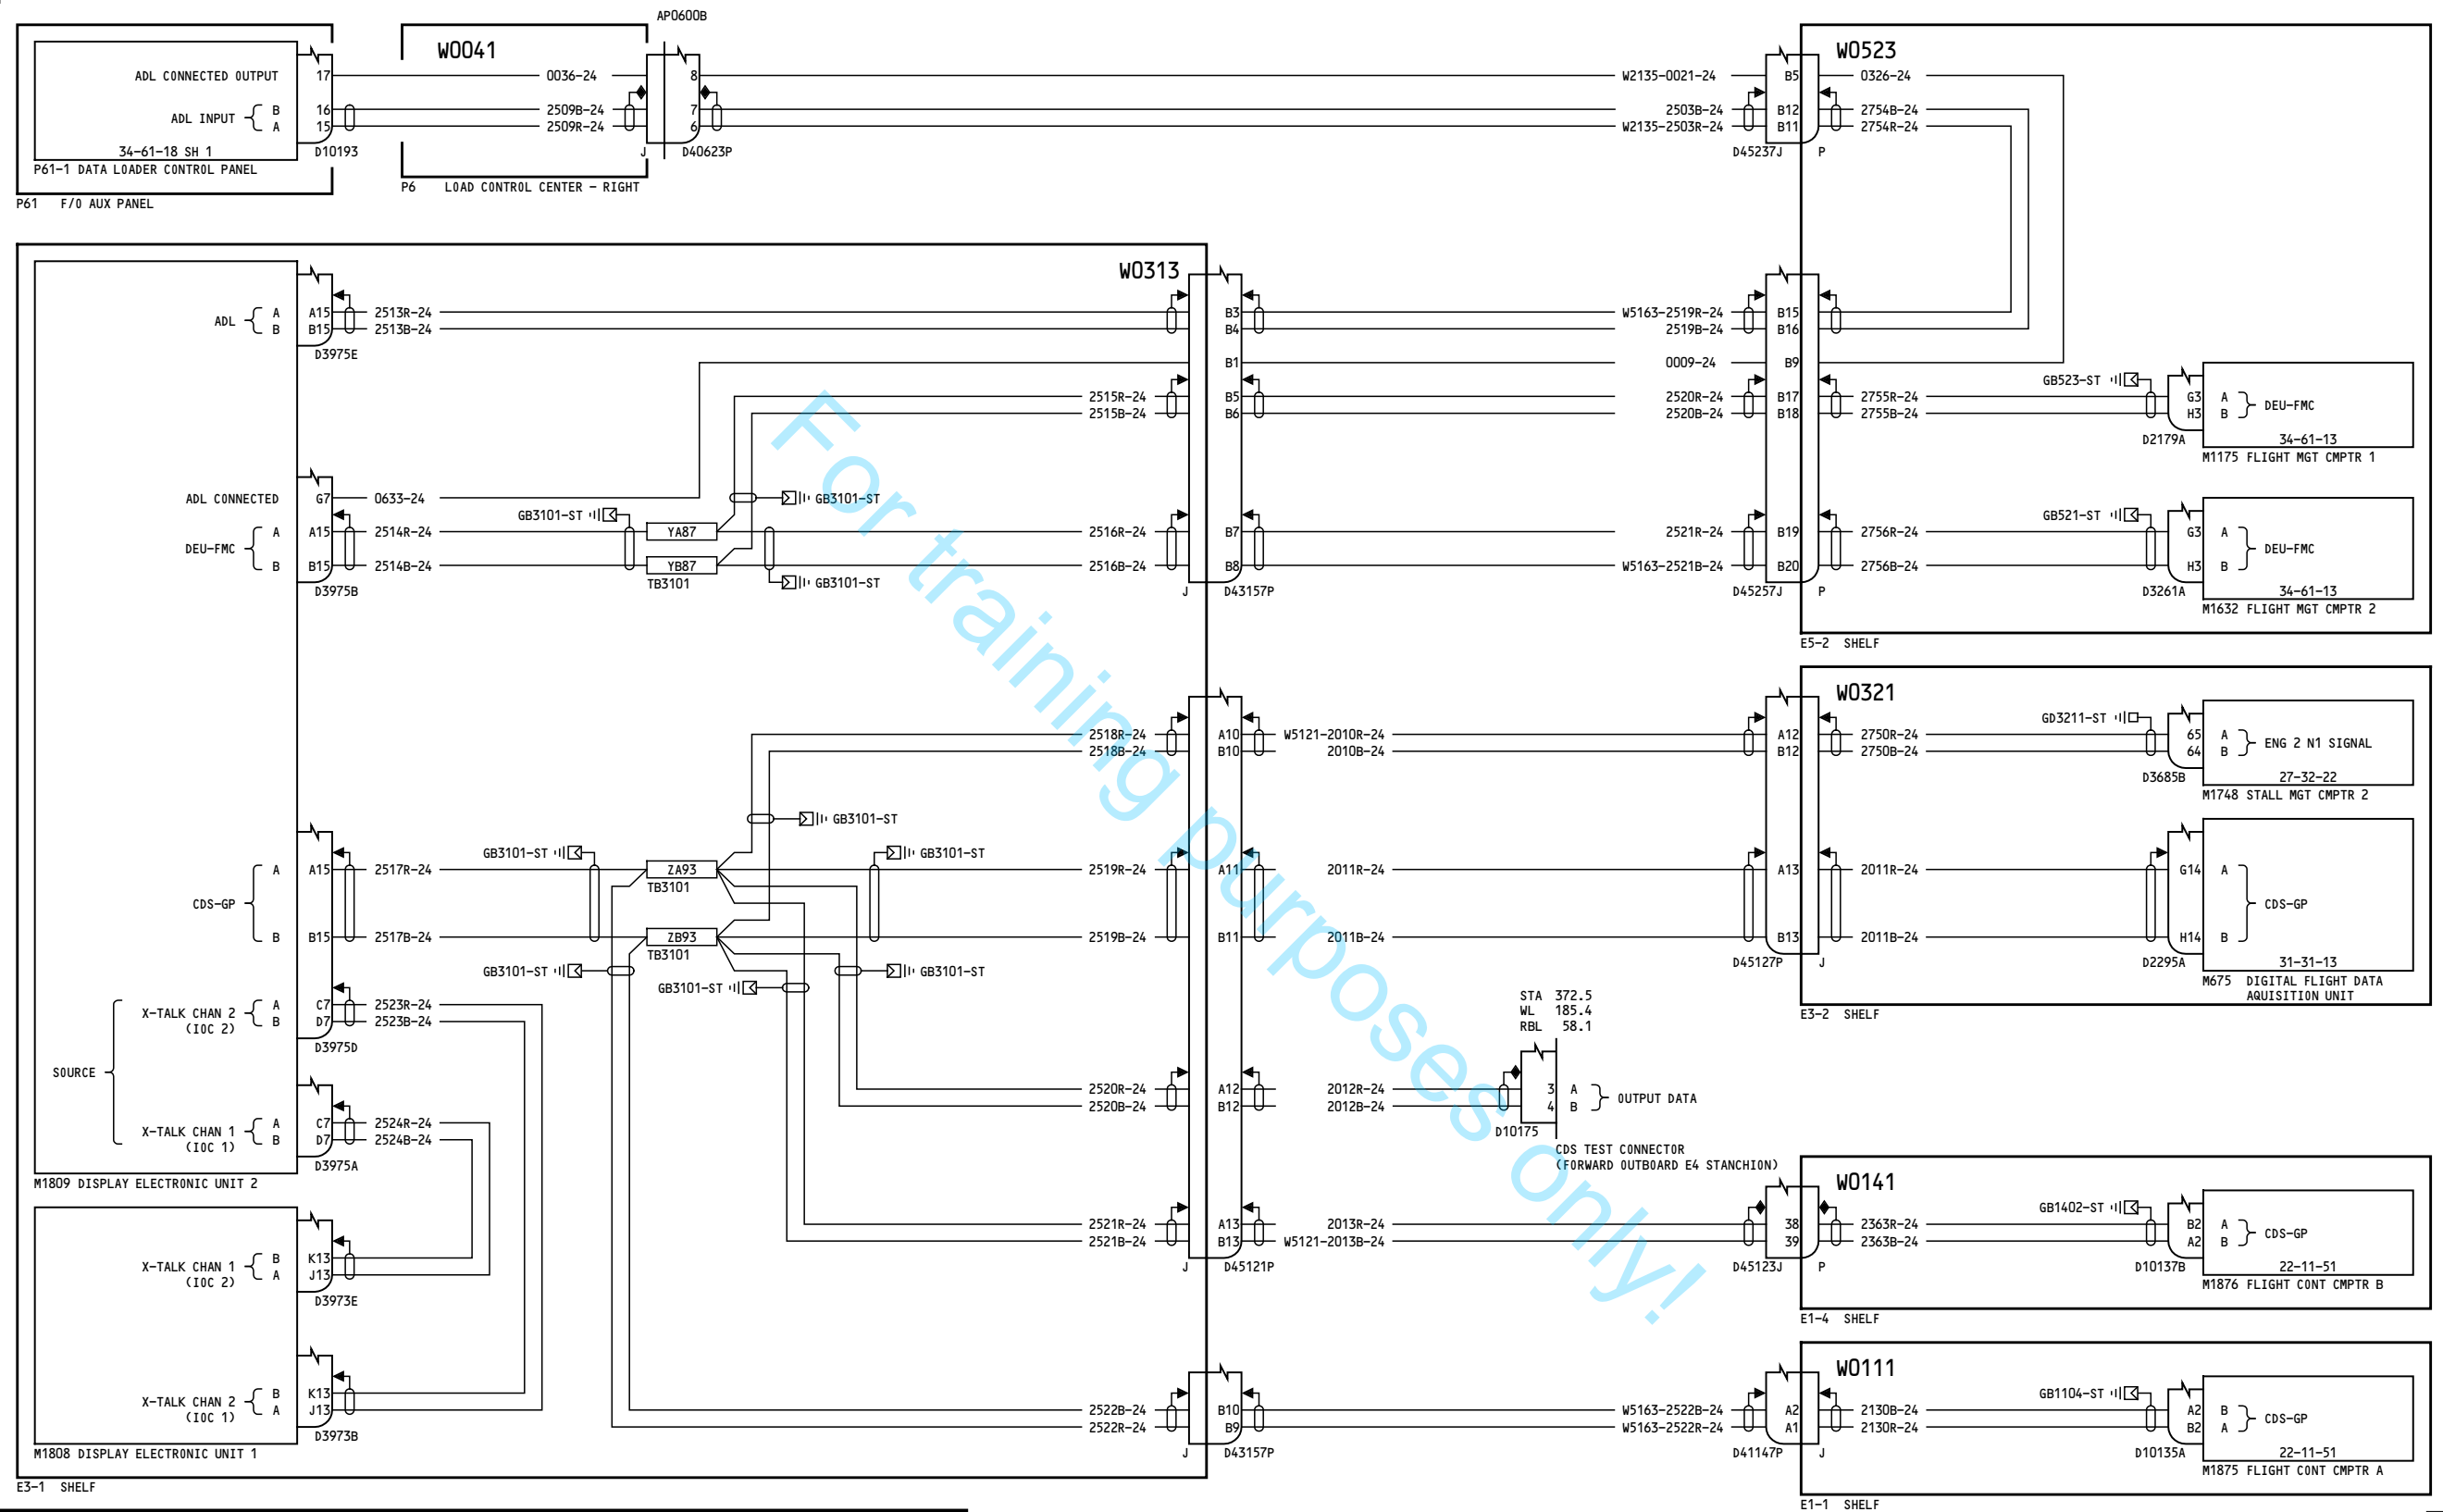 AP0600B
W0041
W0523
ADL CONNECTED OUTPUT 17 0036-24 8 W2135-0021-24 B5 0326-24
ADL INPUT
B 16 2509B-24 7 2503B-24 B12 2754B-24
A 15 2509R-24 6 W2135-2503R-24 B11 2754R-24
34-61-18 SH 1
D10193
J
D40623P
D45237J
P
P61-1 DATA LOADER CONTROL PANEL
P6 LOAD CONTROL CENTER - RIGHT
P61 F/O AUX PANEL
W0313
ADL
A A15 2513R-24 B3 W5163-2519R-24 B15
B B15 2513B-24 B4 2519B-24 B16
D3975E
B1 0009-24 B9
GB523-ST
2515R-24 B5 2520R-24 B17 2755R-24 G3 A
2515B-24 B6 2520B-24 B18 2755B-24 H3 B
DEU-FMC
D2179A
34-61-13
M1175 FLIGHT MGT CMPTR 1
ADL CONNECTED G7 0633-24
GB3101-ST
GB3101-ST
GB521-ST
DEU-FMC
A A15 2514R-24 YA87 2516R-24 B7 2521R-24 B19 2756R-24 G3 A
B B15 2514B-24 YB87 2516B-24 B8 W5163-2521B-24 B20 2756B-24 H3 B
DEU-FMC
D3975B
TB3101
GB3101-ST
J
D43157P
D45257J
P
D3261A
34-61-13
M1632 FLIGHT MGT CMPTR 2
E5-2 SHELF
W0321
GD3211-ST
2518R-24 A10 W5121-2010R-24 A12 2750R-24 65 A
2518B-24 B10 2010B-24 B12 2750B-24 64 B
ENG 2 N1 SIGNAL
D3685B
27-32-22
M1748 STALL MGT CMPTR 2
GB3101-ST
GB3101-ST
GB3101-ST
CDS-GP
A A15 2517R-24 ZA93 2519R-24 A11 2011R-24 A13 2011R-24 G14 A
TB3101
CDS-GP
B B15 2517B-24 ZB93 2519B-24 B11 2011B-24 B13 2011B-24 H14 B
TB3101
D45127P
J
D2295A
31-31-13
GB3101-ST
GB3101-ST
GB3101-ST
M675 DIGITAL FLIGHT DATA
AQUISITION UNIT
E3-2 SHELF
SOURCE
X-TALK CHAN 2
(IOC 2)
A C7 2523R-24
B D7 2523B-24
D3975D
STA 372.5
WL 185.4
RBL 58.1
2520R-24 A12 2012R-24 3 A
2520B-24 B12 2012B-24 4 B
OUTPUT DATA
D10175
CDS TEST CONNECTOR
(FORWARD OUTBOARD E4 STANCHION)
X-TALK CHAN 1
(IOC 1)
A C7 2524R-24
B D7 2524B-24
D3975A
M1809 DISPLAY ELECTRONIC UNIT 2
W0141
GB1402-ST
2521R-24 A13 2013R-24 38 2363R-24 B2 A
2521B-24 B13 W5121-2013B-24 39 2363B-24 A2 B
CDS-GP
J
D45121P
D45123J
P
D10137B
22-11-51
M1876 FLIGHT CONT CMPTR B
E1-4 SHELF
X-TALK CHAN 1
(IOC 2)
B K13
A J13
D3973E
W0111
GB1104-ST
X-TALK CHAN 2
(IOC 1)
B K13
A J13
D3973B
2522B-24 B10 W5163-2522B-24 A2 2130B-24 A2 B
2522R-24 B9 W5163-2522R-24 A1 2130R-24 B2 A
CDS-GP
J
D43157P
D41147P
J
D10135A
22-11-51
M1875 FLIGHT CONT CMPTR A
M1808 DISPLAY ELECTRONIC UNIT 1
E3-1 SHELF
E1-1 SHELF
For training purposes only!